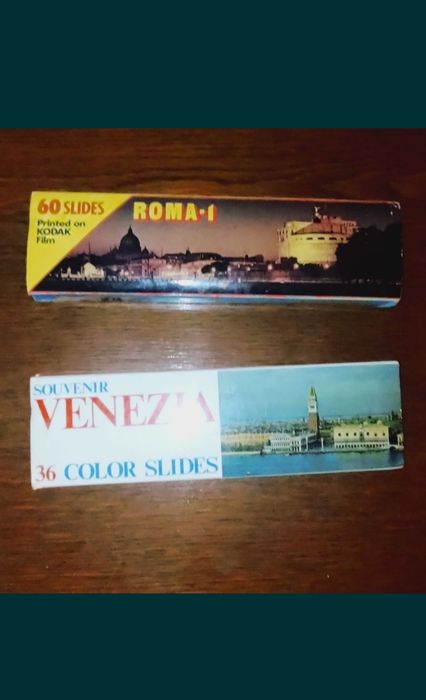 60 SLIDES
Printed on
KODAK
Film
ROMA·1
SOUVENIR
VENEZIA
36 COLOR SLIDES